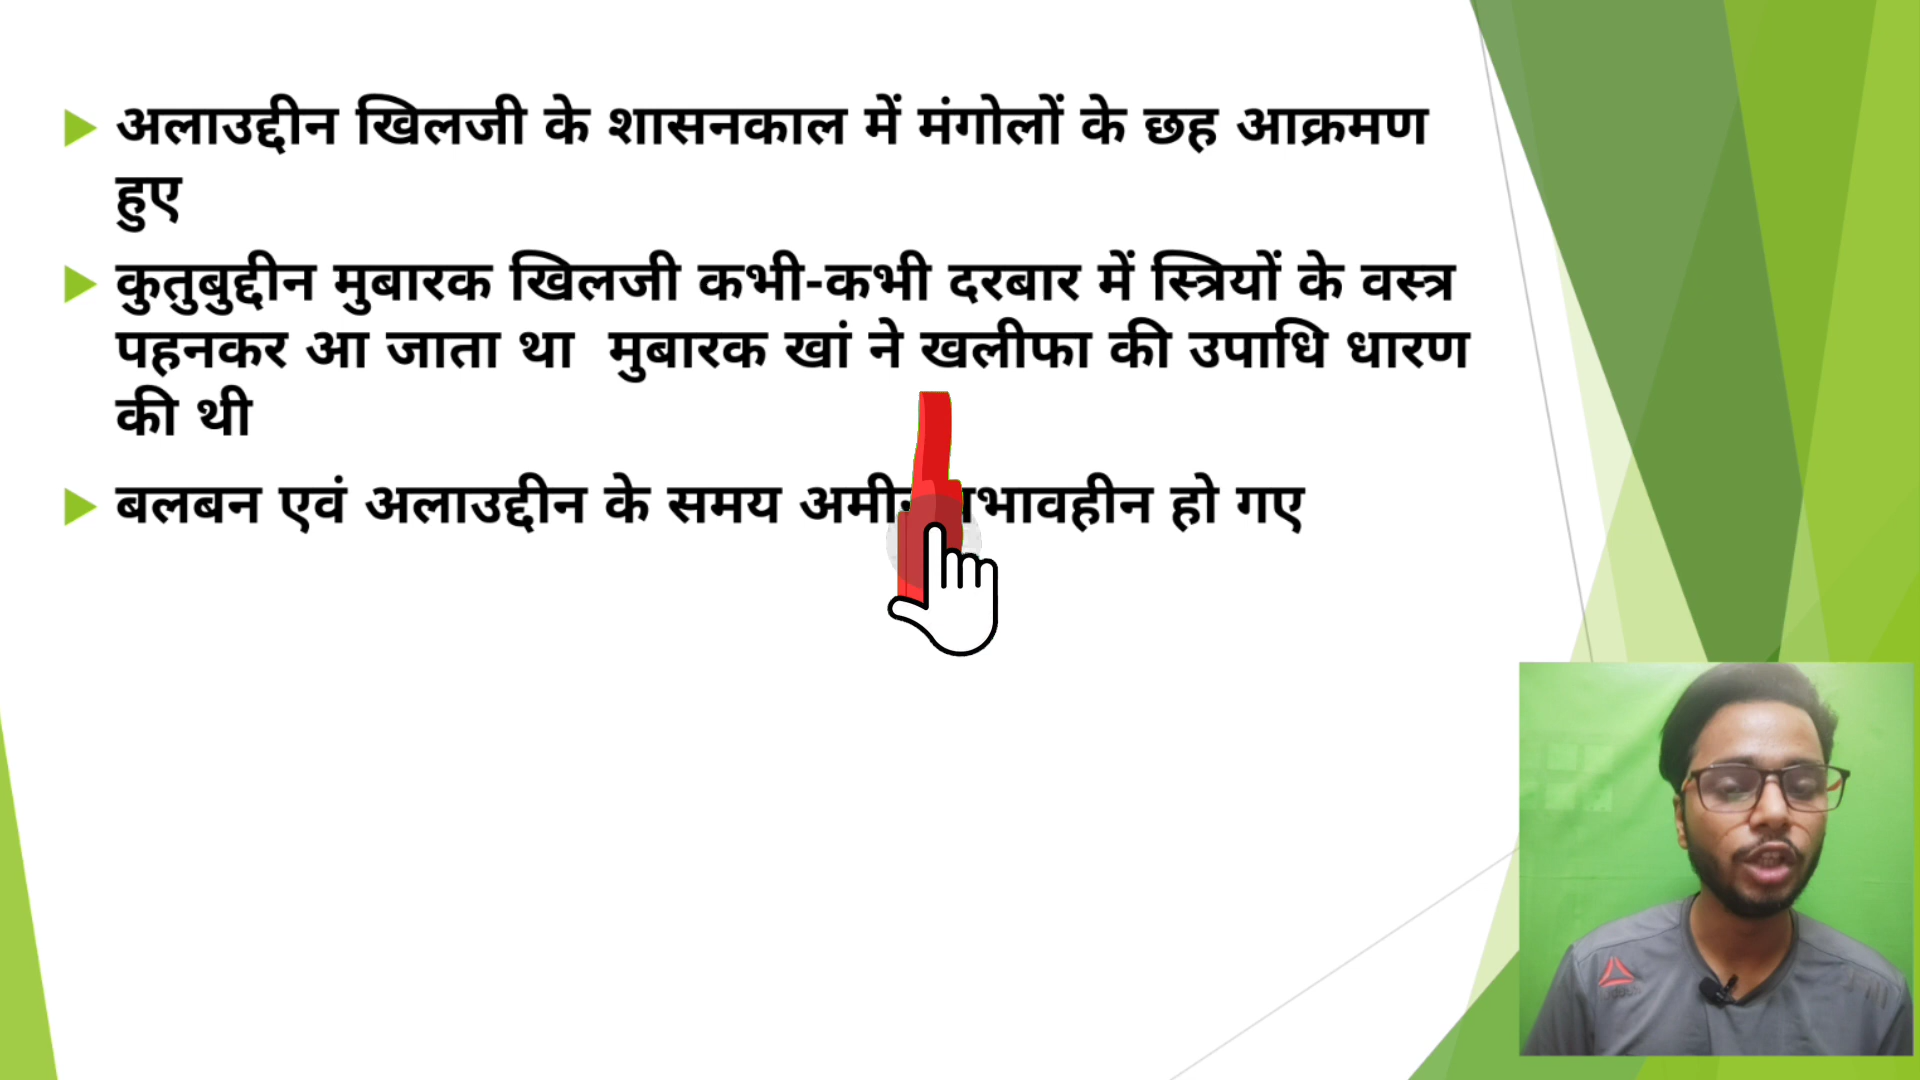 अलाउद्दीन खिलजी के शासनकाल में मंगोलों के छह आक्रमण
हुए
कुतुबुद्दीन मुबारक खिलजी कभी-कभी दरबार में स्त्रियों के वस्त्र
पहनकर आ जाता था मुबारक खां ने खलीफा की उपाधि धारण
की थी
बलबन एवं अलाउद्दीन के समय हो गए